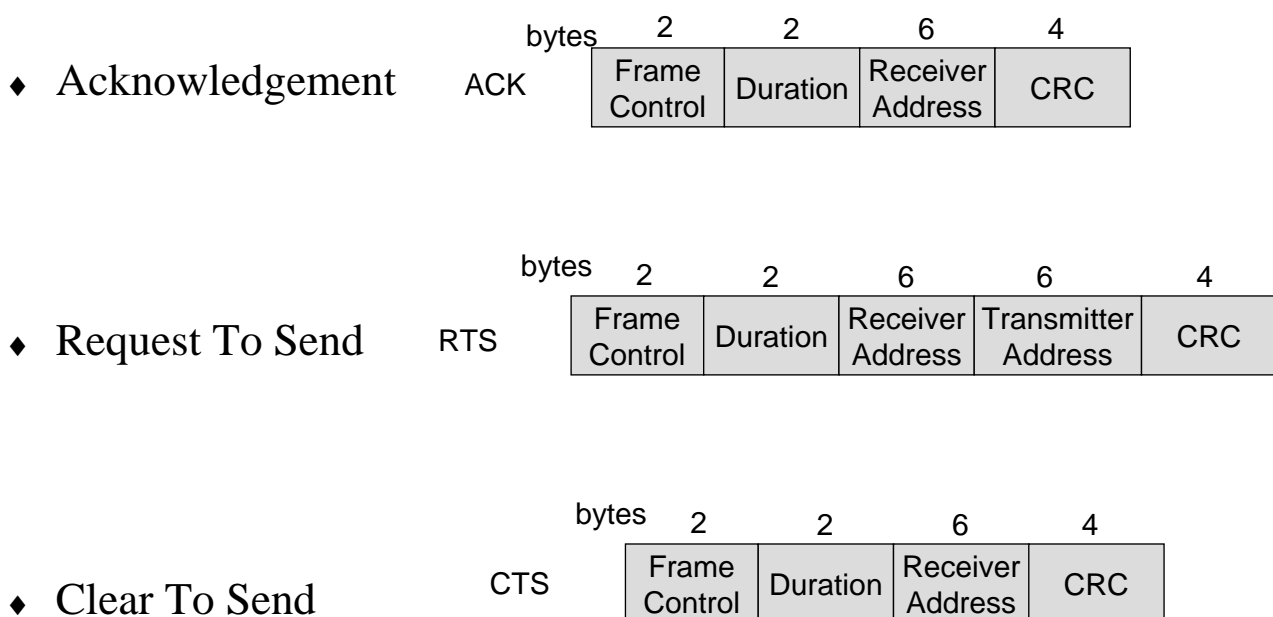 bytes 2 2 6 4
♦ Acknowledgement ACK Frame Control Duration Receiver Address CRC
bytes 2 2 6 6 4
♦ Request To Send RTS Frame Control Duration Receiver Address Transmitter Address CRC
bytes 2 2 6 4
♦ Clear To Send CTS Frame Control Duration Receiver Address CRC